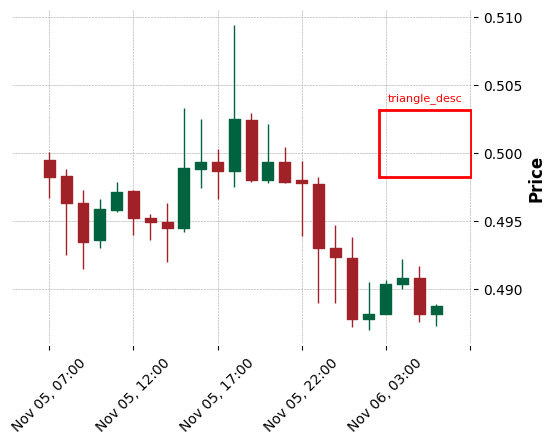 0.510
0.505
triangle_desc
0.500
Price
0.495
0.490
Nov 05, 07:00
Nov 05, 12:00
Nov 05, 17:00
Nov 05, 22:00
Nov 06, 03:00